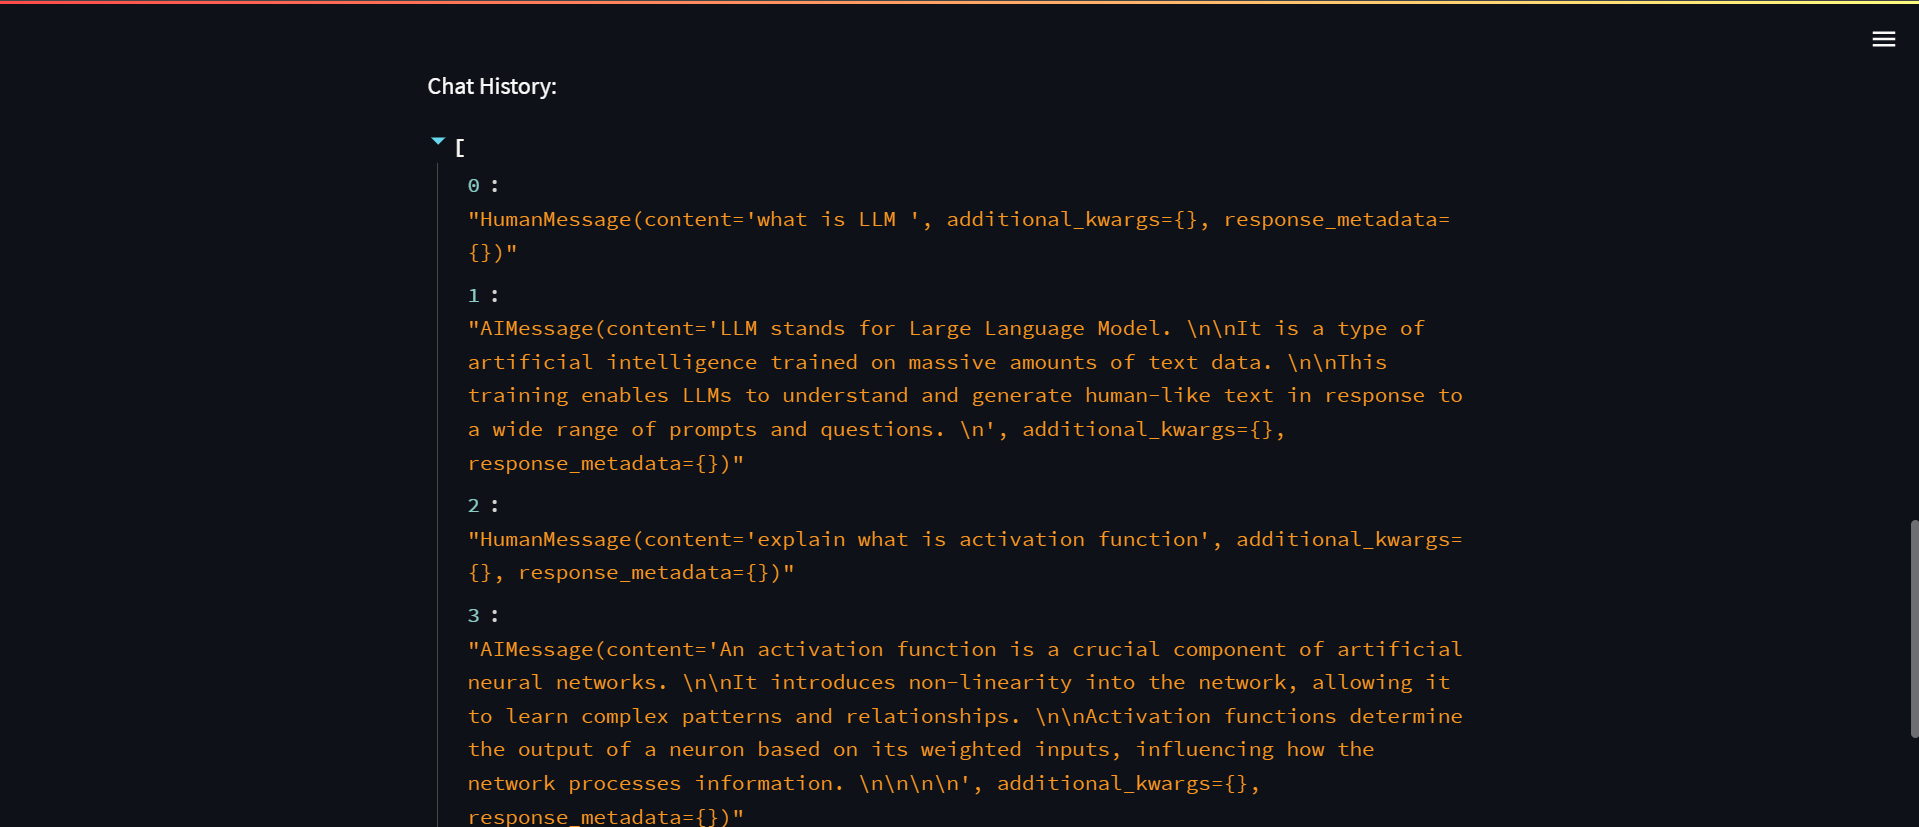 Chat History:
[
0 :
"HumanMessage(content='what is LLM ', additional_kwargs={}, response_metadata=
{})"
1 :
"AIMessage(content='LLM stands for Large Language Model. \n\nIt is a type of
artificial intelligence trained on massive amounts of text data. \n\nThis
training enables LLMs to understand and generate human-like text in response to
a wide range of prompts and questions. \n', additional_kwargs={},
response_metadata={})"
2 :
"HumanMessage(content='explain what is activation function', additional_kwargs=
{}, response_metadata={})"
3 :
"AIMessage(content='An activation function is a crucial component of artificial
neural networks. \n\nIt introduces non-linearity into the network, allowing it
to learn complex patterns and relationships. \n\nActivation functions determine
the output of a neuron based on its weighted inputs, influencing how the
network processes information. \n\n\n\n', additional_kwargs={},
response_metadata={})"